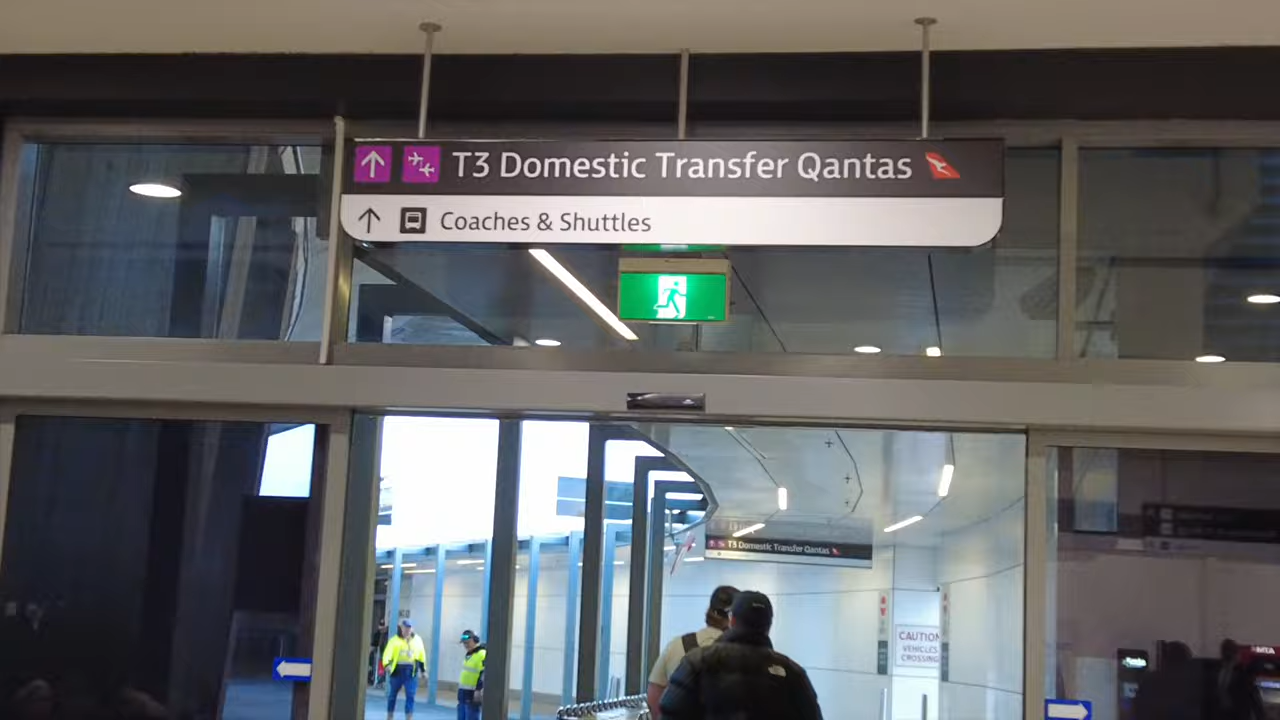 T3 Domestic Transfer Qantas
Coaches & Shuttles
T3 Domestic Transfer Qantas
CAUTION
VEHICLES
CROSSING